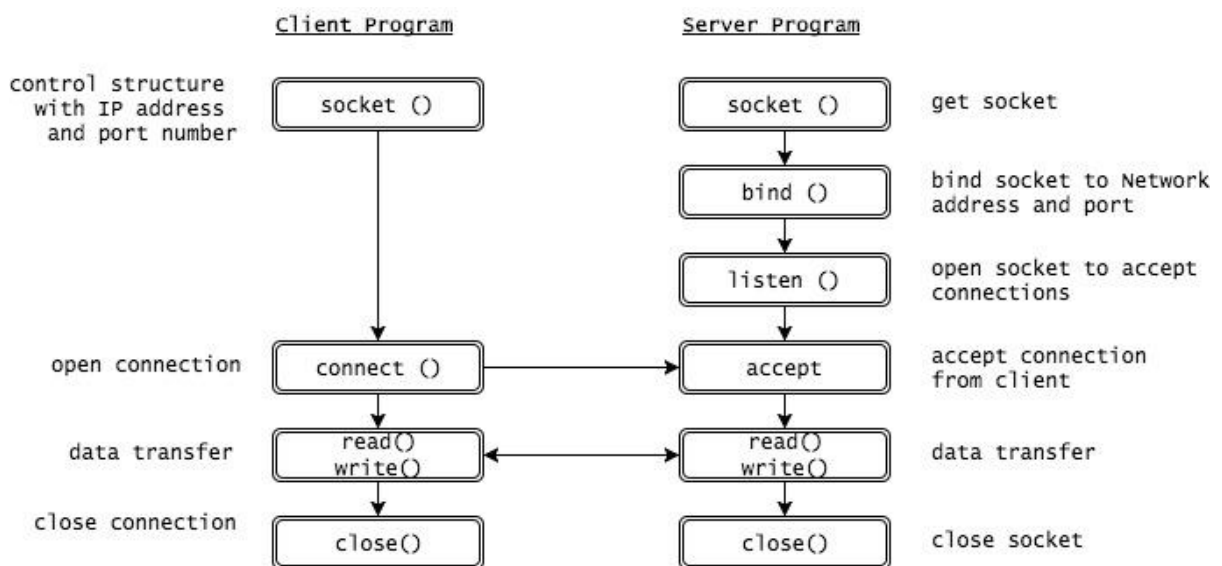 Client Program
Server Program
control structure
with IP address
and port number
socket ()
socket ()
get socket
bind ()
bind socket to Network
address and port
listen ()
open socket to accept
connections
open connection
connect ()
accept
accept connection
from client
data transfer
read()
write()
read()
write()
data transfer
close connection
close()
close()
close socket